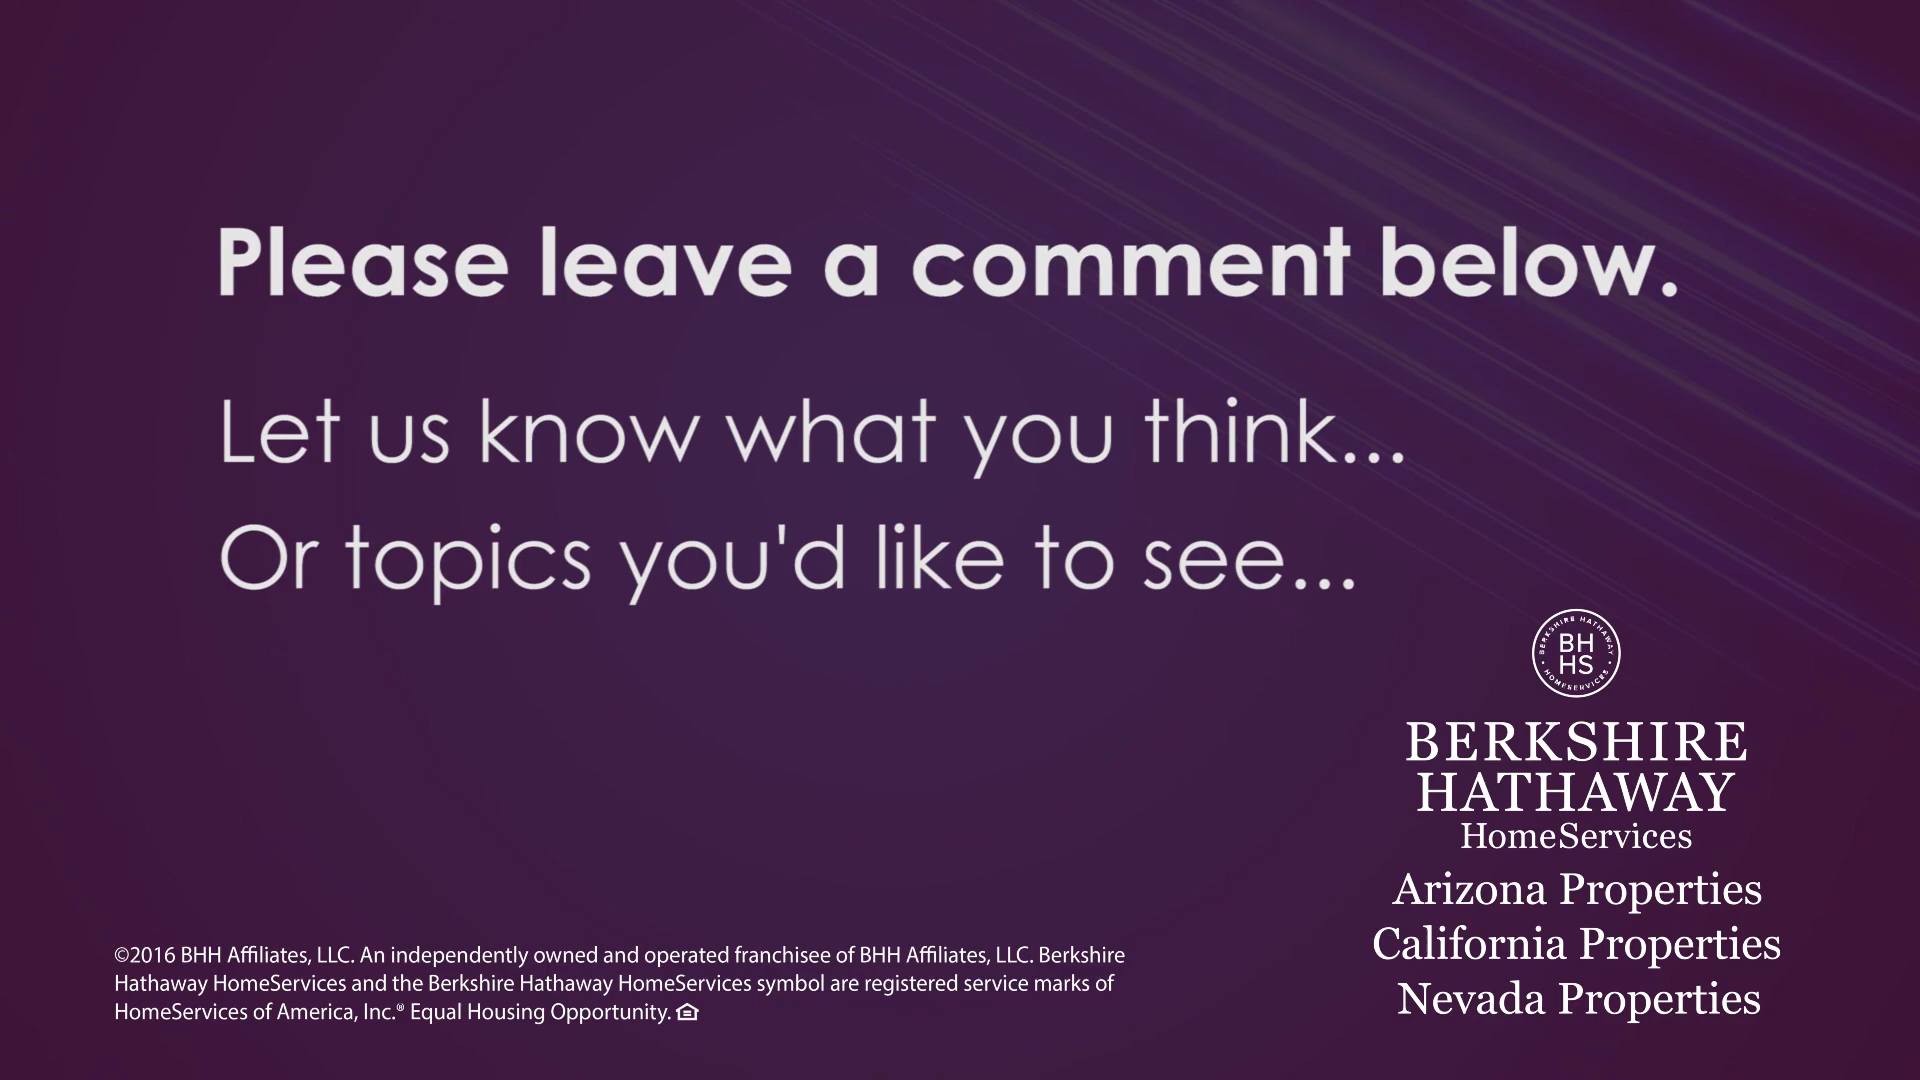 Please leave a comment below.
Let us know what you think...
Or topics you'd like to see...
BERKSHIRE HATHAWAY
BH
HS
HOMESERVICES
BERKSHIRE
HATHAWAY
HomeServices
Arizona Properties
California Properties
Nevada Properties
©2016 BHH Affiliates, LLC. An independently owned and operated franchisee of BHH Affiliates, LLC. Berkshire
Hathaway HomeServices and the Berkshire Hathaway HomeServices symbol are registered service marks of
HomeServices of America, Inc.® Equal Housing Opportunity.